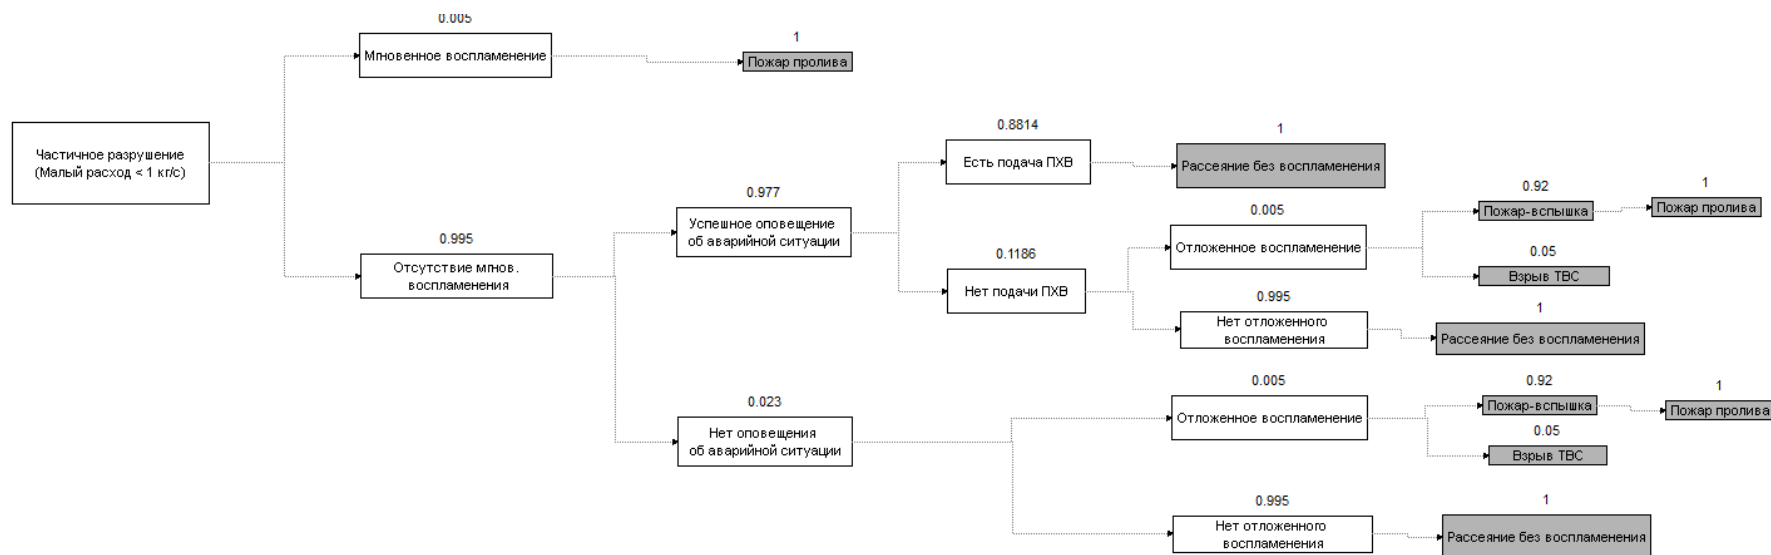 0.005
Мгновенное воспламенение
1
Пожар пролива
Частичное разрушение
(Малый расход < 1 кг/с)
0.995
Отсутствие мгнов.
воспламенения
0.977
Успешное оповещение
об аварийной ситуации
0.8814
Есть подача ПХВ
1
Рассеяние без воспламенения
0.1186
Нет подачи ПХВ
0.005
Отложенное воспламенение
0.92
Пожар-вспышка
1
Пожар пролива
0.05
Взрыв ТВС
0.995
Нет отложенного
воспламенения
1
Рассеяние без воспламенения
0.023
Нет оповещения
об аварийной ситуации
0.005
Отложенное воспламенение
0.92
Пожар-вспышка
1
Пожар пролива
0.05
Взрыв ТВС
0.995
Нет отложенного
воспламенения
1
Рассеяние без воспламенения